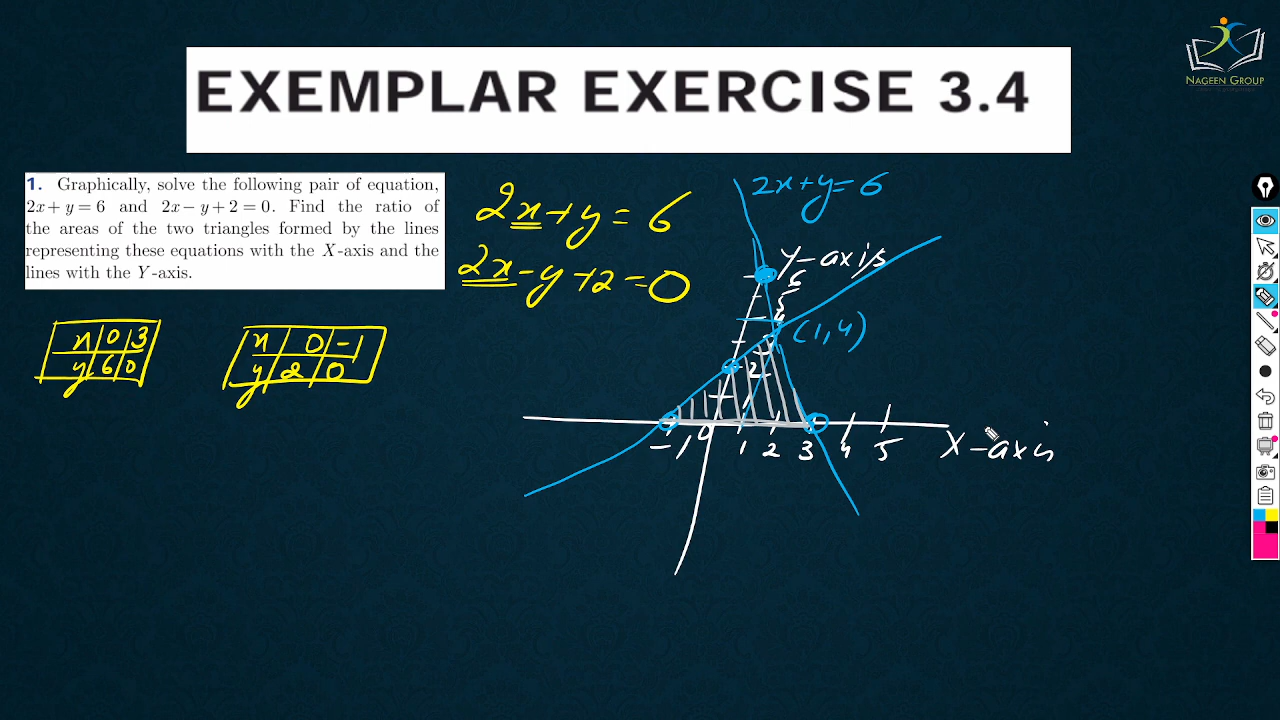 NAGEEN GROUP
EXEMPLAR EXERCISE 3.4
1. Graphically, solve the following pair of equation,
2x + y = 6 and 2x − y + 2 = 0. Find the ratio of
the areas of the two triangles formed by the lines
representing these equations with the X-axis and the
lines with the Y-axis.
2x+y=6
2x-y+2=0
x 0 3
y 6 0
x 0 -1
y 2 0
2x+y=6
Y-axis
6
5
4
(1,4)
2
1
-1 0 1 2 3 4 5
X-axis